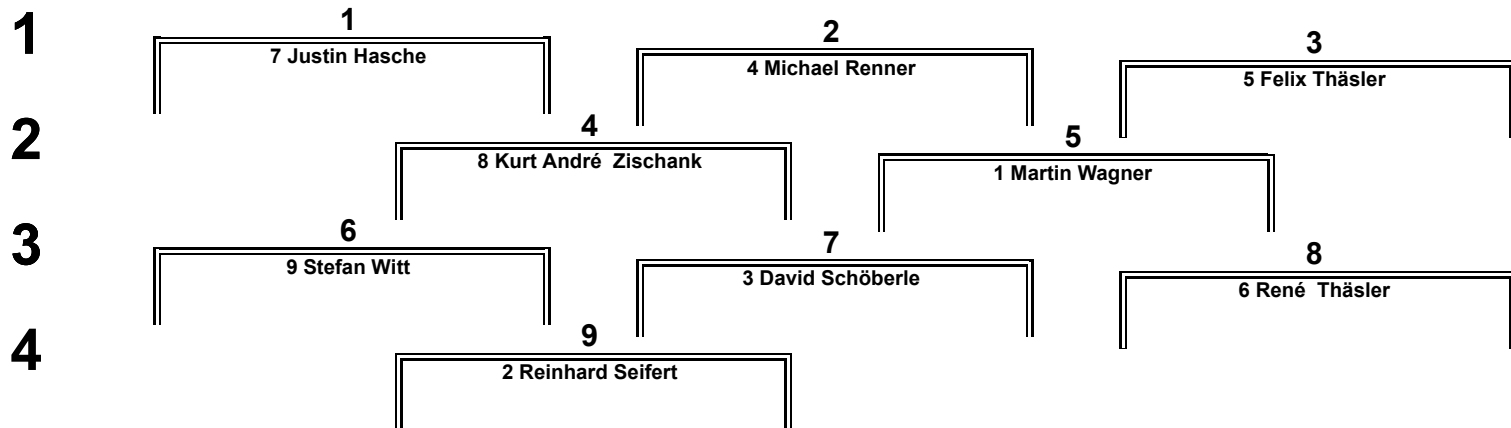 1
1
7 Justin Hasche
2
4 Michael Renner
3
5 Felix Thäsler
2
4
8 Kurt André  Zischank
5
1 Martin Wagner
3
6
9 Stefan Witt
7
3 David Schöberle
8
6 René  Thäsler
4
9
2 Reinhard Seifert